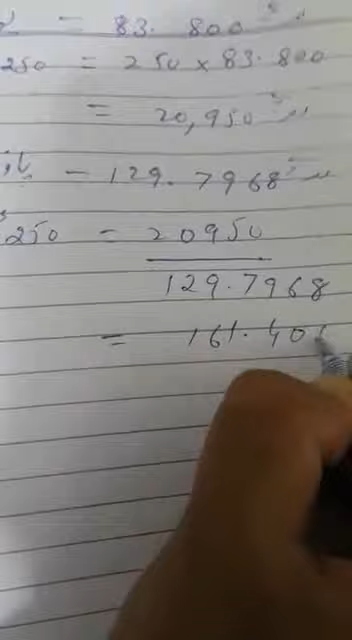 = 83.800
250 = 250 x 83.800
= 20,950
- 129.7968
250 = 20950
129.7968
= 161.40